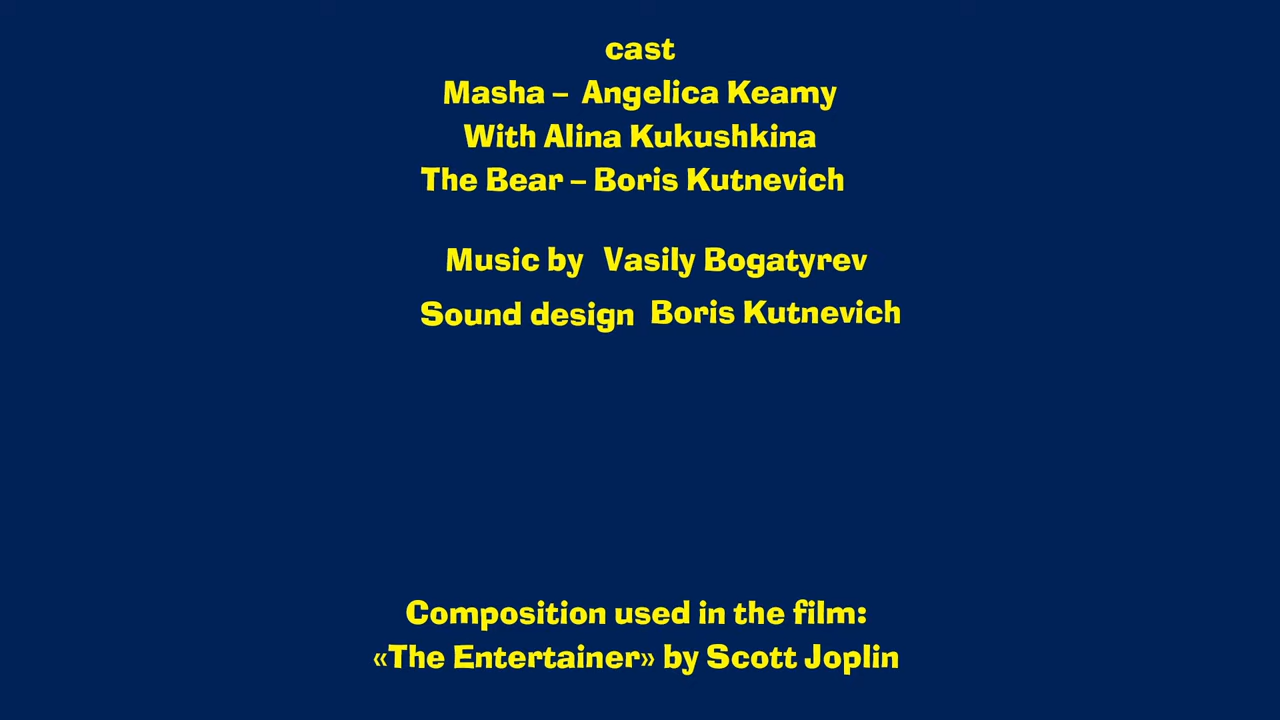 cast
Masha – Angelica Keamy
With Alina Kukushkina
The Bear – Boris Kutnevich
Music by Vasily Bogatyrev
Sound design Boris Kutnevich
Composition used in the film:
«The Entertainer» by Scott Joplin